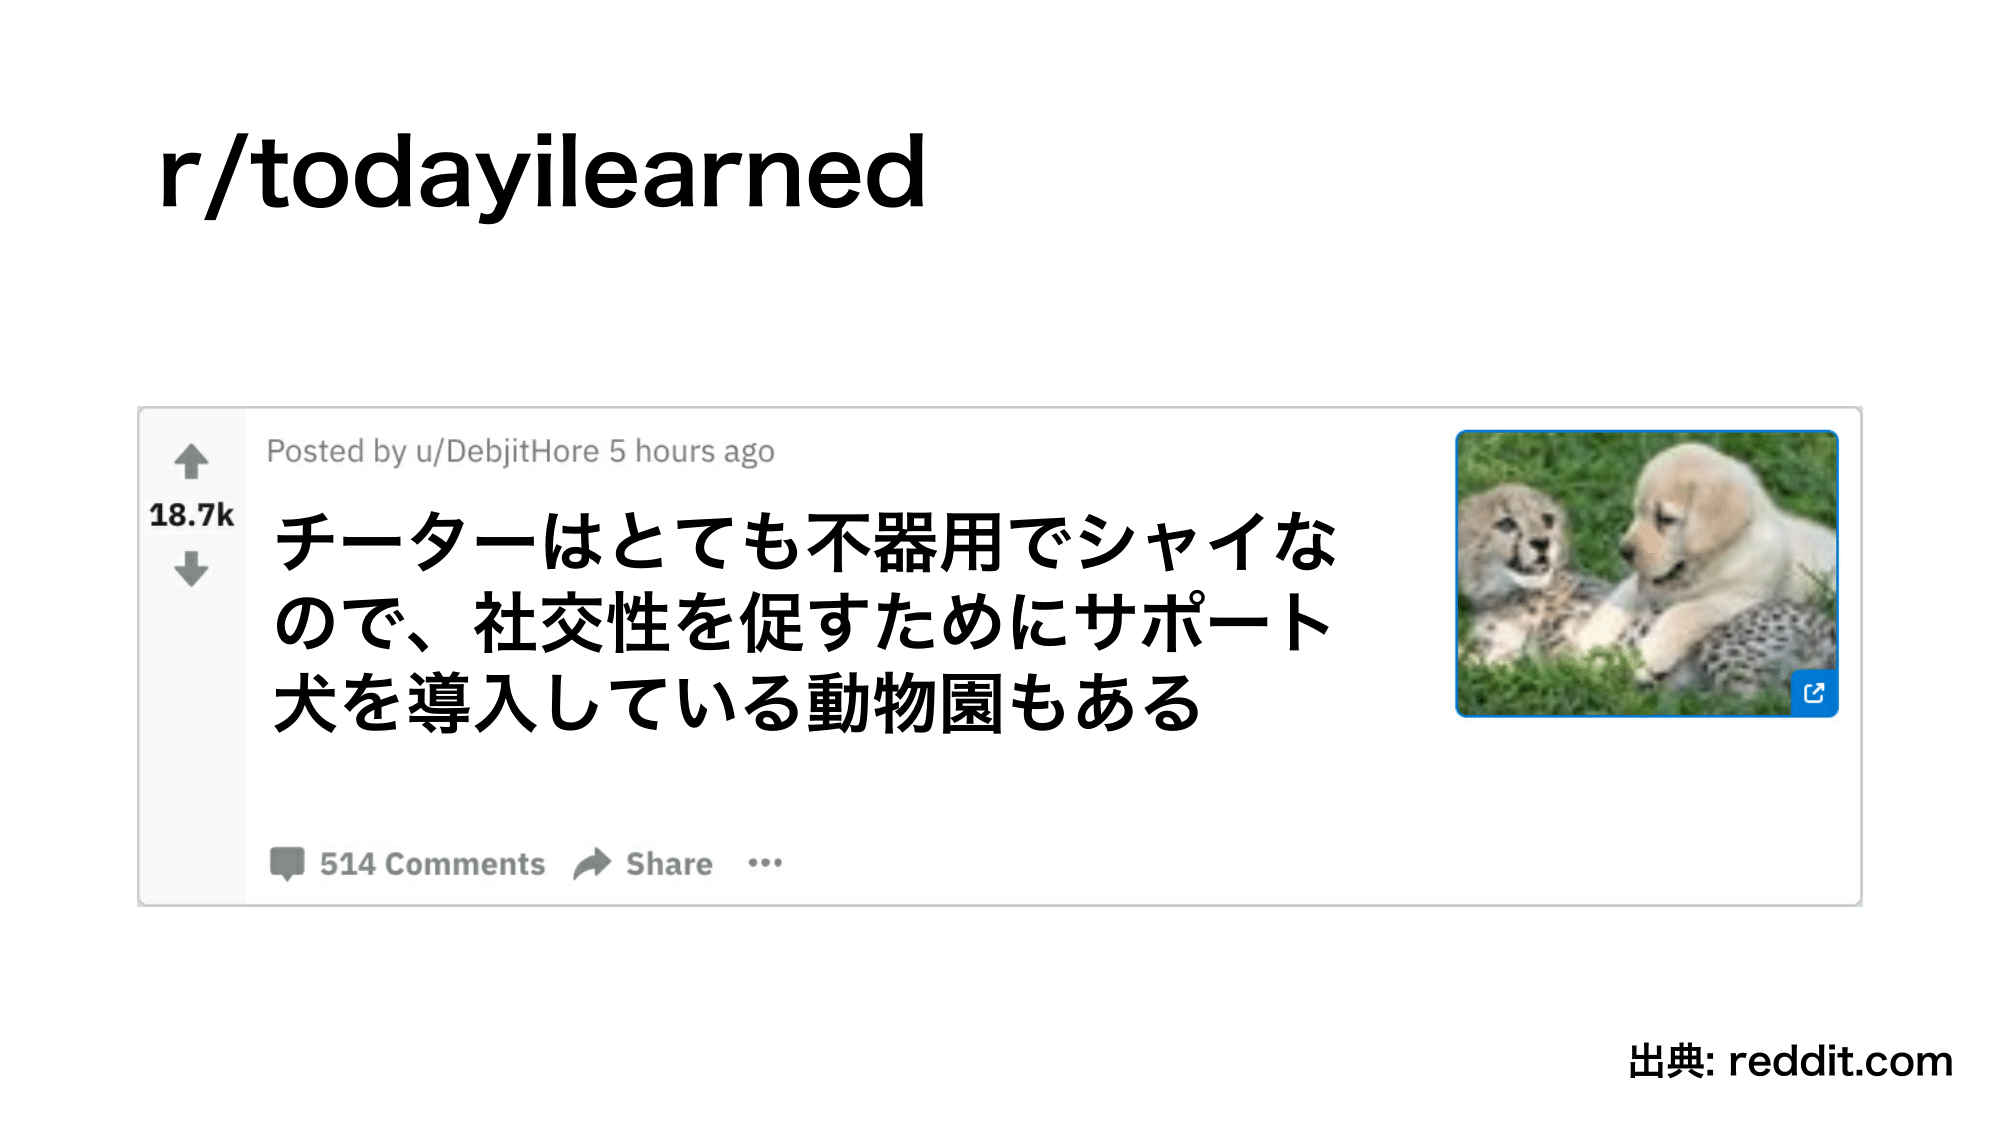 r/todayilearned
Posted by u/DebjitHore 5 hours ago
18.7k
チーターはとても不器用でシャイな
ので、社交性を促すためにサポート
犬を導入している動物園もある
514 Comments Share
出典: reddit.com